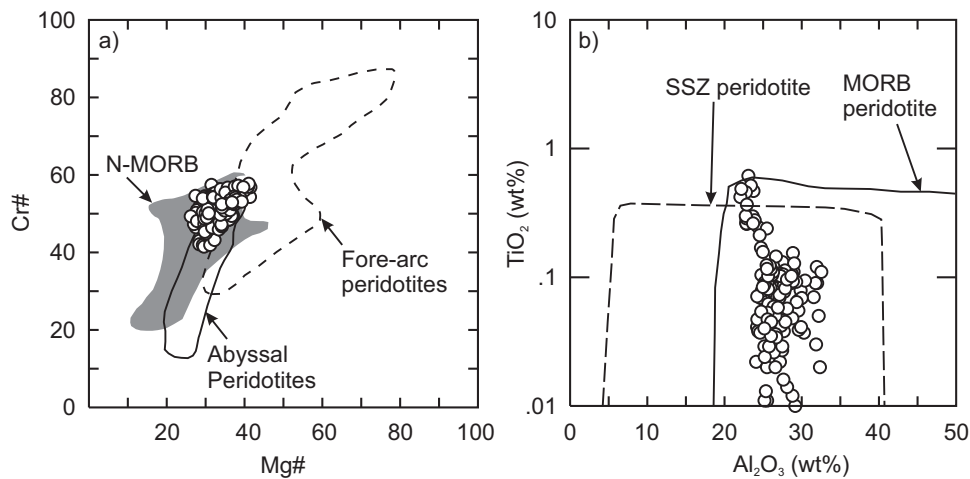 a)
100
80
60
40
20
0
Cr#
N-MORB
Fore-arc
peridotites
Abyssal
Peridotites
20
40
60
80
100
Mg#
b)
10
1
.1
.01
TiO₂ (wt%)
SSZ peridotite
MORB
peridotite
0
10
20
30
40
50
Al₂O₃ (wt%)